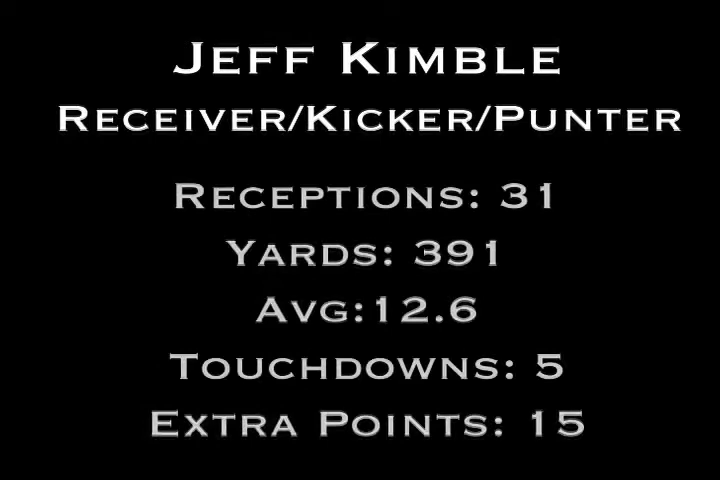 Jeff Kimble
Receiver/Kicker/Punter
Receptions: 31
Yards: 391
Avg:12.6
Touchdowns: 5
Extra Points: 15